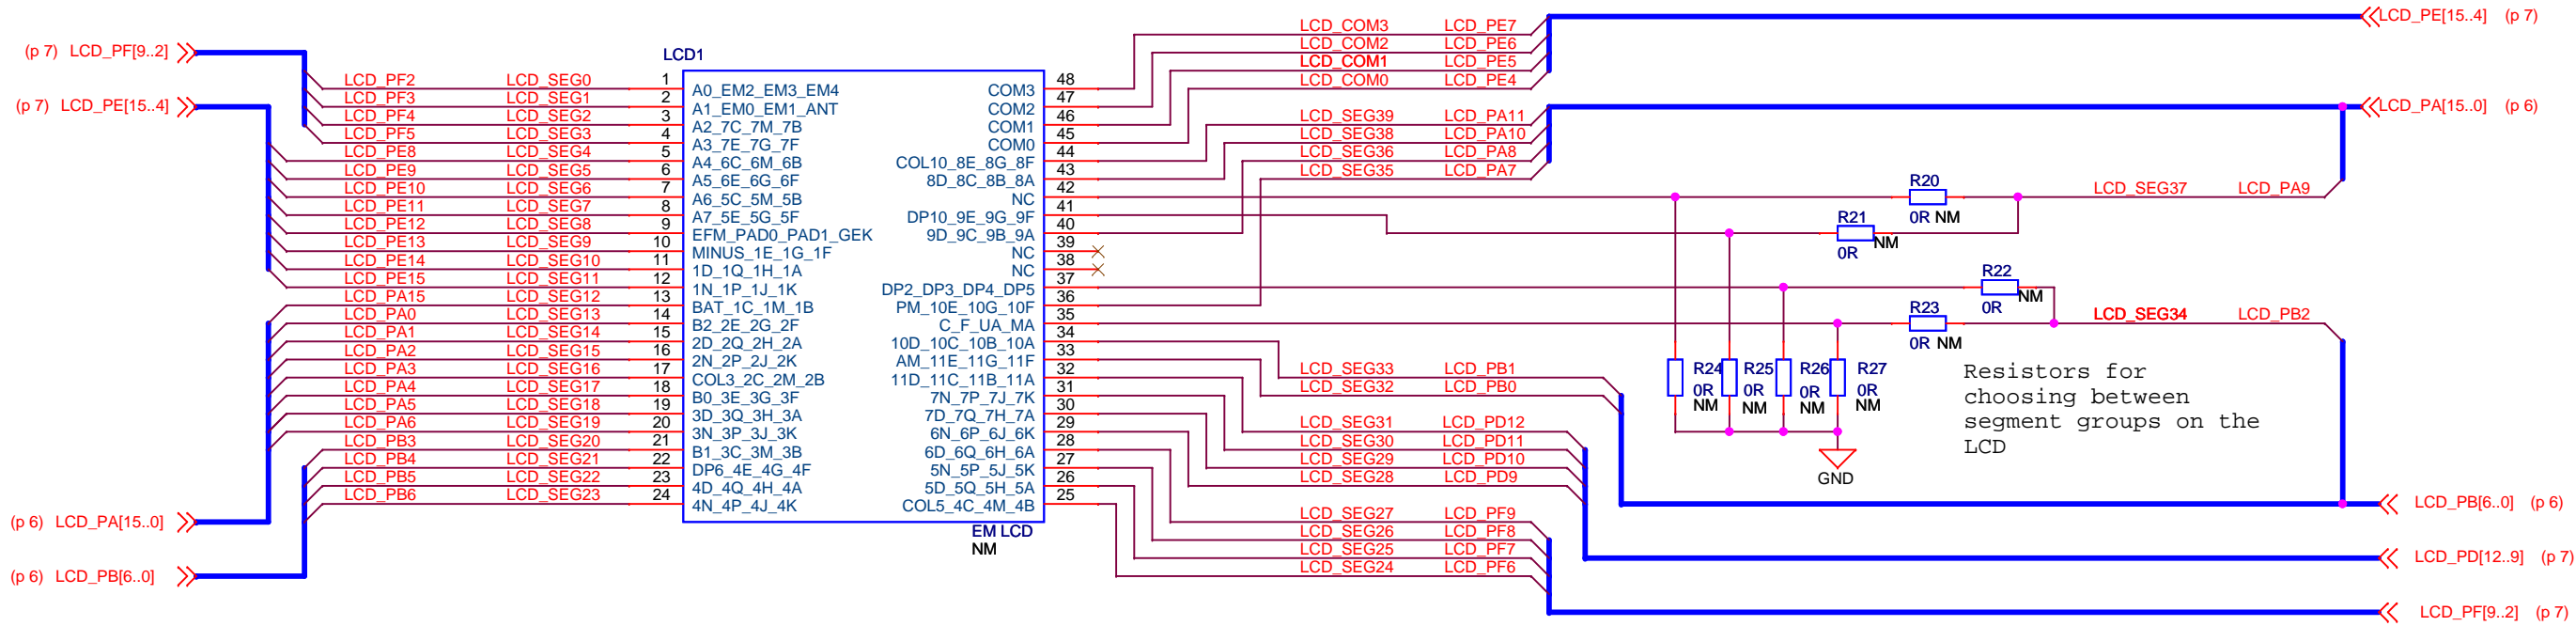 (p 7) LCD_PF[9..2]
(p 7) LCD_PE[15..4]
(p 6) LCD_PA[15..0]
(p 6) LCD_PB[6..0]
LCD1
LCD_PF2 LCD_SEG0 1 A0_EM2_EM3_EM4
LCD_PF3 LCD_SEG1 2 A1_EM0_EM1_ANT
LCD_PF4 LCD_SEG2 3 A2_7C_7M_7B
LCD_PF5 LCD_SEG3 4 A3_7E_7G_7F
LCD_PE8 LCD_SEG4 5 A4_6C_6M_6B
LCD_PE9 LCD_SEG5 6 A5_6E_6G_6F
LCD_PE10 LCD_SEG6 7 A6_5C_5M_5B
LCD_PE11 LCD_SEG7 8 A7_5E_5G_5F
LCD_PE12 LCD_SEG8 9 EFM_PAD0_PAD1_GEK
LCD_PE13 LCD_SEG9 10 MINUS_1E_1G_1F
LCD_PE14 LCD_SEG10 11 1D_1Q_1H_1A
LCD_PE15 LCD_SEG11 12 1N_1P_1J_1K
LCD_PA15 LCD_SEG12 13 BAT_1C_1M_1B
LCD_PA0 LCD_SEG13 14 B2_2E_2G_2F
LCD_PA1 LCD_SEG14 15 2D_2Q_2H_2A
LCD_PA2 LCD_SEG15 16 2N_2P_2J_2K
LCD_PA3 LCD_SEG16 17 COL3_2C_2M_2B
LCD_PA4 LCD_SEG17 18 B0_3E_3G_3F
LCD_PA5 LCD_SEG18 19 3D_3Q_3H_3A
LCD_PA6 LCD_SEG19 20 3N_3P_3J_3K
LCD_PB3 LCD_SEG20 21 B1_3C_3M_3B
LCD_PB4 LCD_SEG21 22 DP6_4E_4G_4F
LCD_PB5 LCD_SEG22 23 4D_4Q_4H_4A
LCD_PB6 LCD_SEG23 24 4N_4P_4J_4K
COM3 48
COM2 47
COM1 46
COM0 45
COL10_8E_8G_8F 44
8D_8C_8B_8A 43
NC 42
DP10_9E_9G_9F 41
9D_9C_9B_9A 40
NC 39
NC 38
DP2_DP3_DP4_DP5 37
PM_10E_10G_10F 36
C_F_UA_MA 35
10D_10C_10B_10A 34
AM_11E_11G_11F 33
11D_11C_11B_11A 32
7N_7P_7J_7K 31
7D_7Q_7H_7A 30
6N_6P_6J_6K 29
6D_6Q_6H_6A 28
5N_5P_5J_5K 27
5D_5Q_5H_5A 26
COL5_4C_4M_4B 25
EM LCD
NM
LCD_COM3 LCD_PE7
LCD_COM2 LCD_PE6
LCD_COM1 LCD_PE5
LCD_COM0 LCD_PE4
LCD_SEG39 LCD_PA11
LCD_SEG38 LCD_PA10
LCD_SEG36 LCD_PA8
LCD_SEG35 LCD_PA7
LCD_SEG33 LCD_PB1
LCD_SEG32 LCD_PB0
LCD_SEG31 LCD_PD12
LCD_SEG30 LCD_PD11
LCD_SEG29 LCD_PD10
LCD_SEG28 LCD_PD9
LCD_SEG27 LCD_PF9
LCD_SEG26 LCD_PF8
LCD_SEG25 LCD_PF7
LCD_SEG24 LCD_PF6
R20
0R NM
LCD_SEG37 LCD_PA9
R21
NM
0R
R22
NM
0R
R23
0R NM
LCD_SEG34 LCD_PB2
R24
0R
NM
R25
0R
NM
R26
0R
NM
R27
0R
NM
GND
Resistors for
choosing between
segment groups on the
LCD
LCD_PE[15..4] (p 7)
LCD_PA[15..0] (p 6)
LCD_PB[6..0] (p 6)
LCD_PD[12..9] (p 7)
LCD_PF[9..2] (p 7)